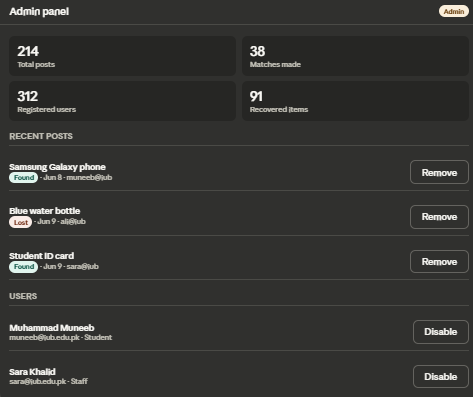 Admin panel
Admin
214
Total posts
38
Matches made
312
Registered users
91
Recovered items
RECENT POSTS
Samsung Galaxy phone
Found · Jun 8 · muneeb@iub
Remove
Blue water bottle
Lost · Jun 9 · ali@iub
Remove
Student ID card
Found · Jun 9 · sara@iub
Remove
USERS
Muhammad Muneeb
muneeb@iub.edu.pk · Student
Disable
Sara Khalid
sara@iub.edu.pk · Staff
Disable